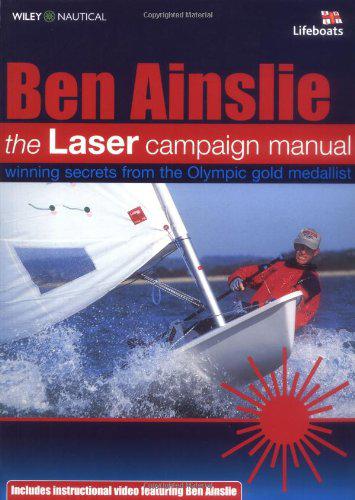 WILEY NAUTICAL
Lifeboats
Ben Ainslie
the Laser campaign manual
winning secrets from the Olympic gold medallist
Includes instructional video featuring Ben Ainslie